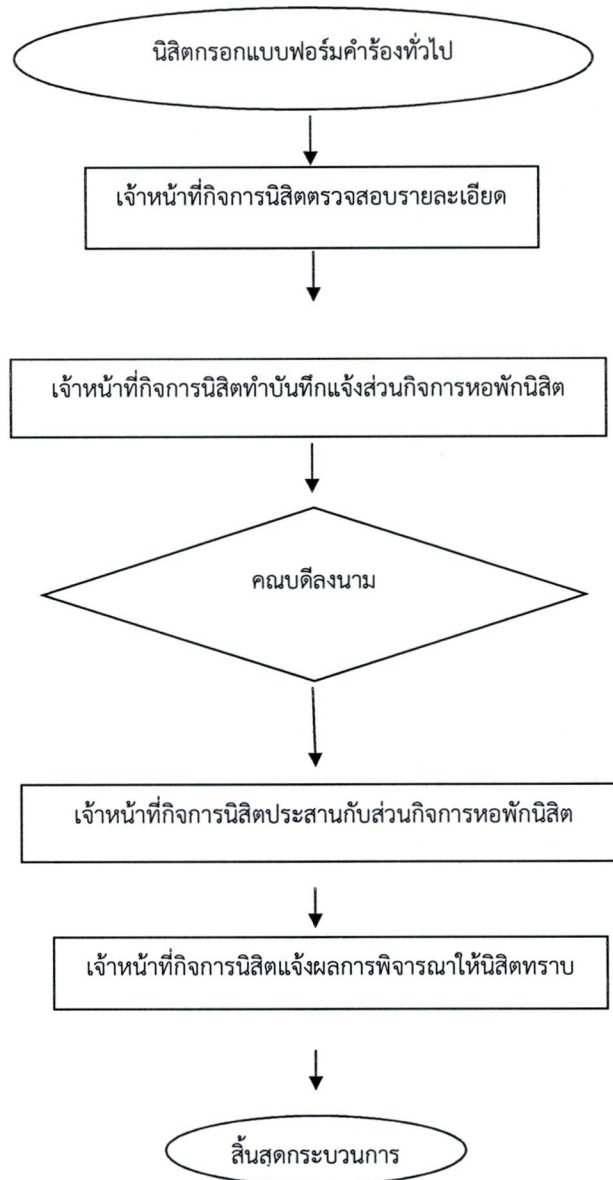 นิสิตกรอกแบบฟอร์มคำร้องทั่วไป
เจ้าหน้าที่กิจการนิสิตตรวจสอบรายละเอียด
เจ้าหน้าที่กิจการนิสิตทำบันทึกแจ้งส่วนกิจการหอพักนิสิต
คณบดีลงนาม
เจ้าหน้าที่กิจการนิสิตประสานกับส่วนกิจการหอพักนิสิต
เจ้าหน้าที่กิจการนิสิตแจ้งผลการพิจารณาให้นิสิตทราบ
สิ้นสุดกระบวนการ